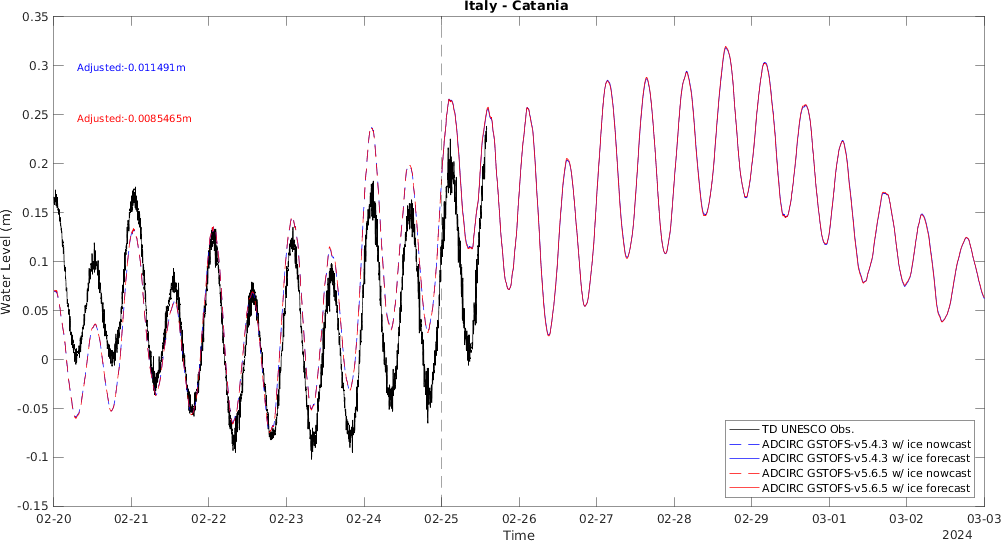 Italy - Catania
Adjusted:-0.011491m
Adjusted:-0.0085465m
Water Level (m)
0.35
0.3
0.25
0.2
0.15
0.1
0.05
0
-0.05
-0.1
-0.15
TD UNESCO Obs.
ADCIRC GSTOFS-v5.4.3 w/ ice nowcast
ADCIRC GSTOFS-v5.4.3 w/ ice forecast
ADCIRC GSTOFS-v5.6.5 w/ ice nowcast
ADCIRC GSTOFS-v5.6.5 w/ ice forecast
02-20 02-21 02-22 02-23 02-24 02-25 02-26 02-27 02-28 02-29 03-01 03-02 03-03
Time
2024